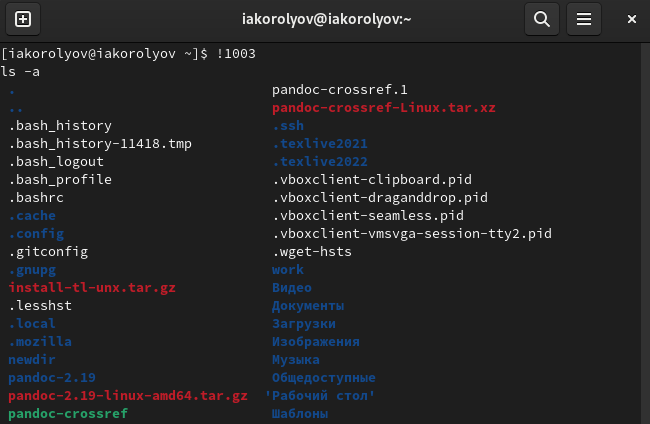 iakorolyov@iakorolyov:~
[iakorolyov@iakorolyov ~]$ !1003
ls -a
. pandoc-crossref.1
.. pandoc-crossref-Linux.tar.xz
.bash_history .ssh
.bash_history-11418.tmp .texlive2021
.bash_logout .texlive2022
.bash_profile .vboxclient-clipboard.pid
.bashrc .vboxclient-draganddrop.pid
.cache .vboxclient-seamless.pid
.config .vboxclient-vmsvga-session-tty2.pid
.gitconfig .wget-hsts
.gnupg work
install-tl-unx.tar.gz Видео
.lesshst Документы
.local Загрузки
.mozilla Изображения
newdir Музыка
pandoc-2.19 Общедоступные
pandoc-2.19-linux-amd64.tar.gz 'Рабочий стол'
pandoc-crossref Шаблоны